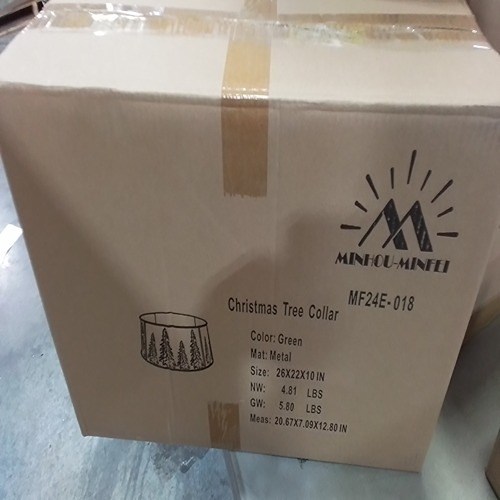 MINHOU-MINFEI
Christmas Tree Collar MF24E-018
Color: Green
Mat: Metal
Size: 26X22X10 IN
NW: 4.81 LBS
GW: 5.80 LBS
Meas: 20.67X7.09X12.80 IN